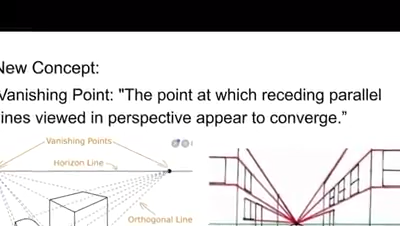 New Concept:
Vanishing Point: "The point at which receding parallel
lines viewed in perspective appear to converge.”
Vanishing Points
Horizon Line
Orthogonal Line